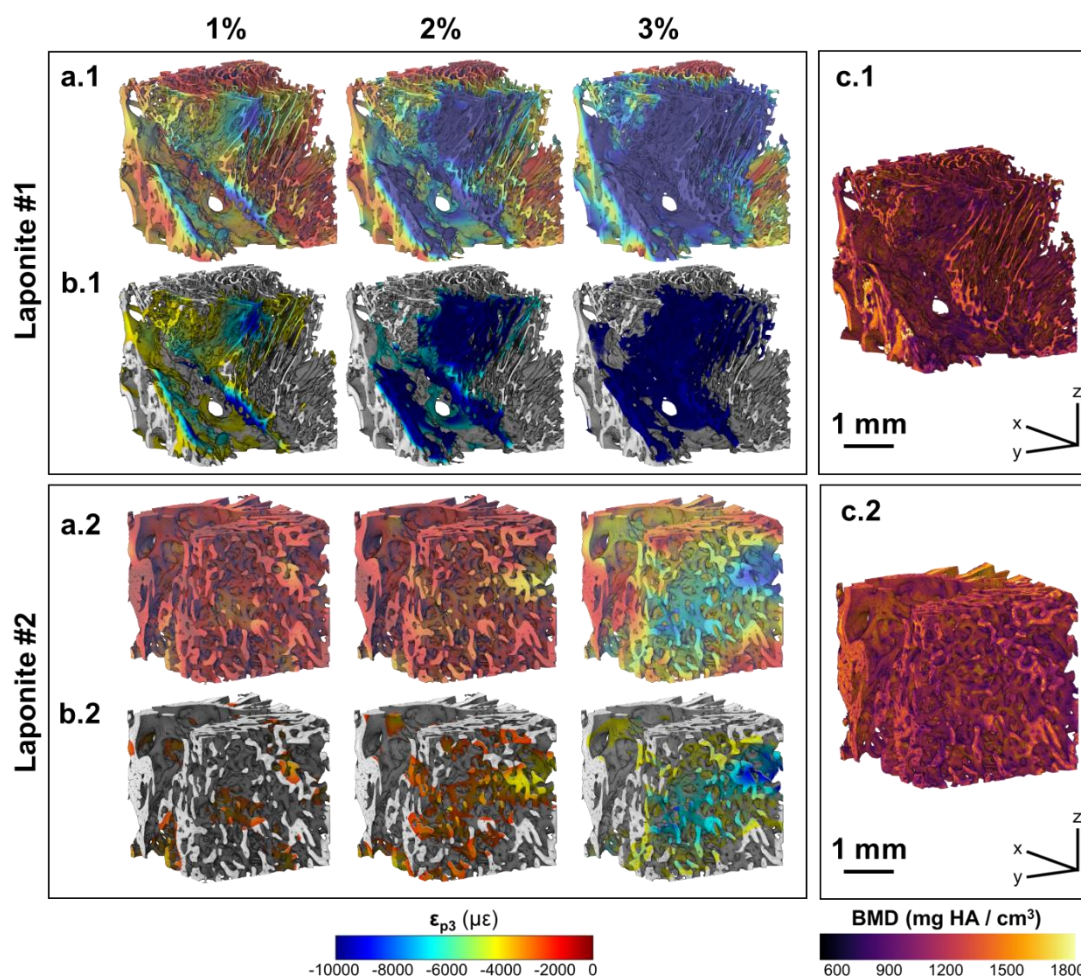 1% 2% 3%
Laponite #1
a.1
b.1
c.1
1 mm
z
x
y
Laponite #2
a.2
b.2
c.2
1 mm
z
x
y
εp3 (με)
-10000 -8000 -6000 -4000 -2000 0
BMD (mg HA / cm³)
600 900 1200 1500 1800